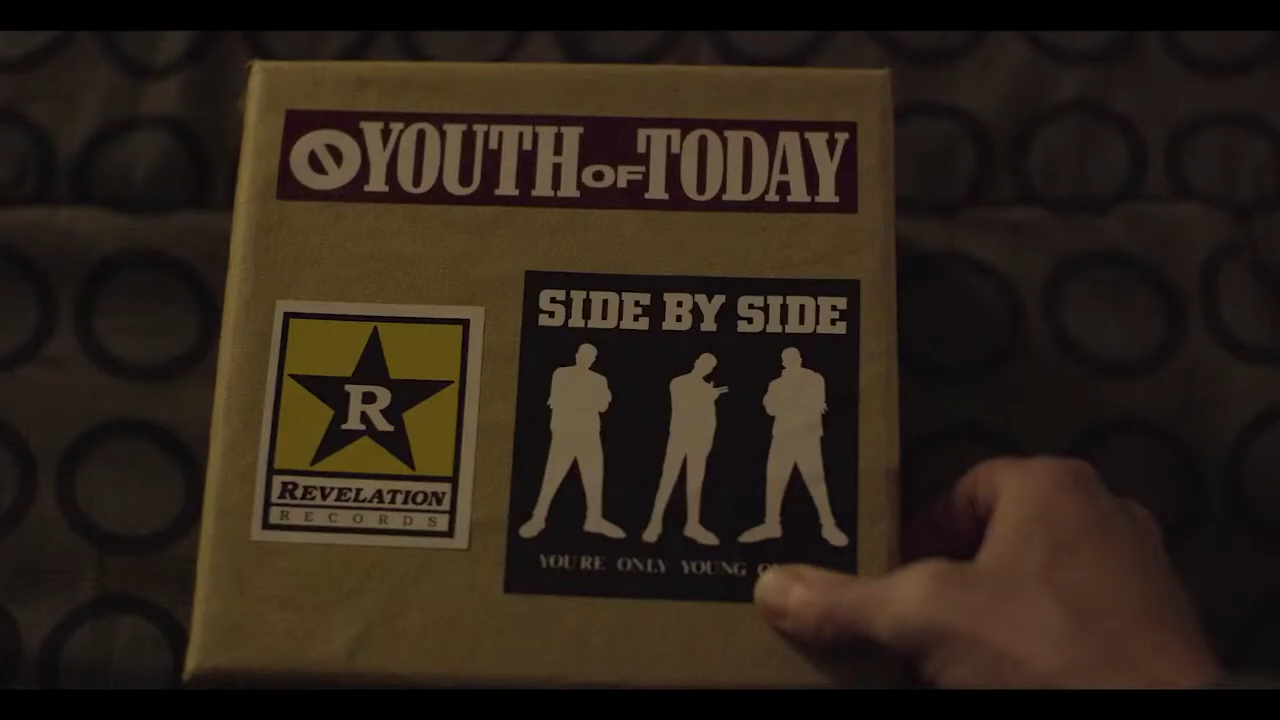 YOUTH OF TODAY
SIDE BY SIDE
R
REVELATION
RECORDS
YOU'RE ONLY YOUNG